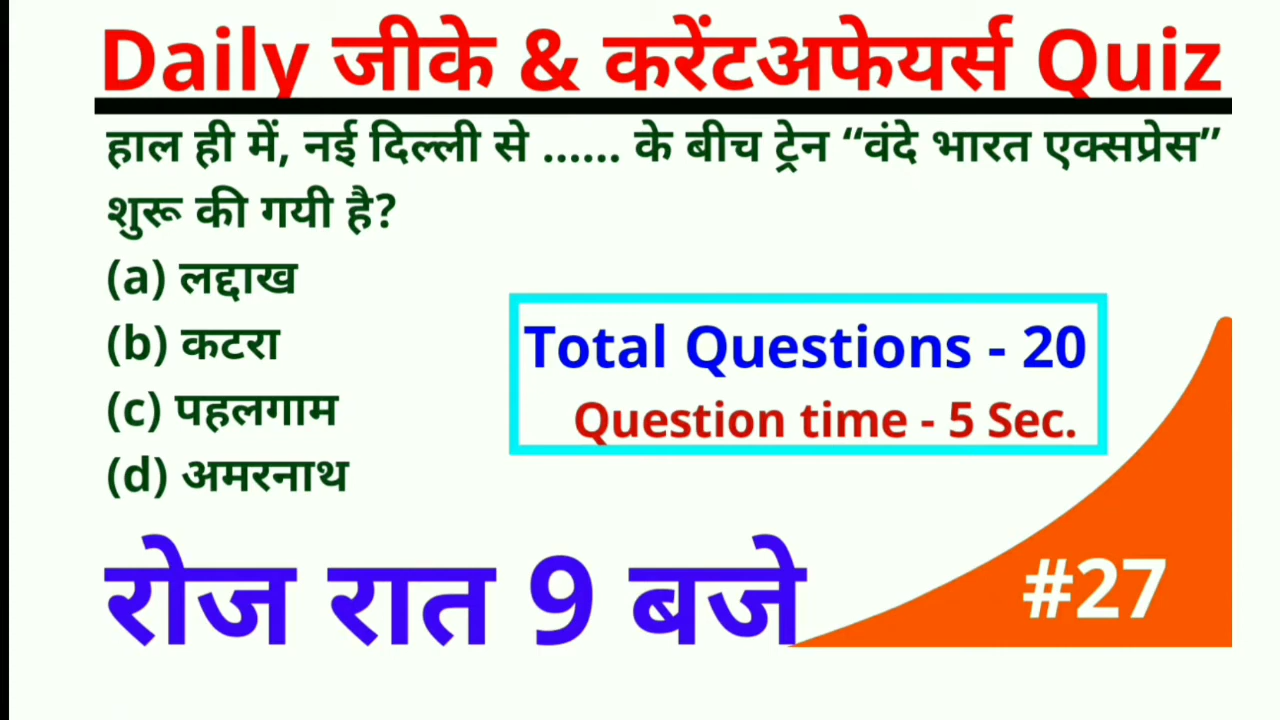 Daily जीके & करेंटअफेयर्स Quiz
हाल ही में, नई दिल्ली से ...... के बीच ट्रेन “वंदे भारत एक्सप्रेस”
शुरू की गयी है?
(a) लद्दाख
(b) कटरा
(c) पहलगाम
(d) अमरनाथ
Total Questions - 20
Question time - 5 Sec.
रोज रात 9 बजे
#27